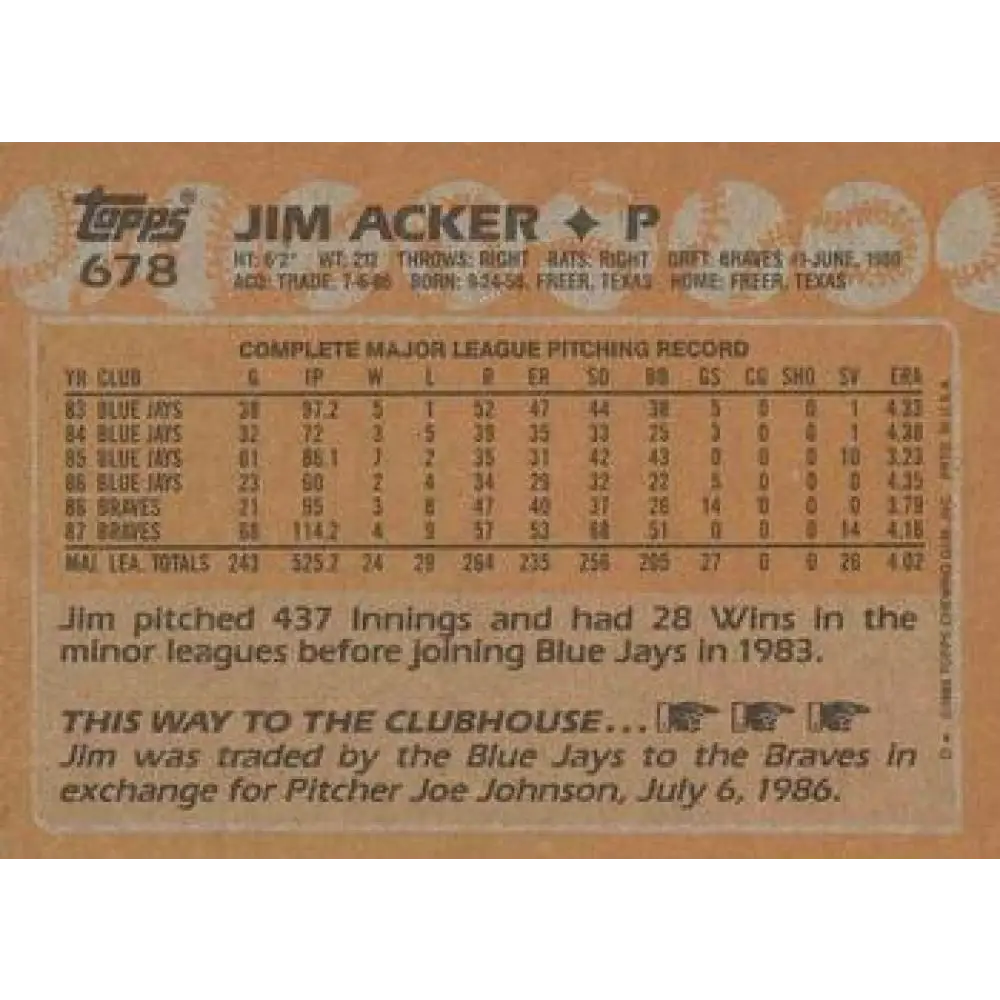 Topps® JIM ACKER ✦ P
678 HT: 6'2" WT: 212 THROWS: RIGHT BATS: RIGHT DRFT: BRAVES #1-JUNE, 1980
ACQ: TRADE, 7-6-86 BORN: 9-24-58, FREER, TEXAS HOME: FREER, TEXAS
COMPLETE MAJOR LEAGUE PITCHING RECORD
YR CLUB G IP W L R ER SO BB GS CG SHO SV ERA
83 BLUE JAYS 38 97.2 5 1 52 47 44 38 5 0 0 1 4.33
84 BLUE JAYS 32 72 3 5 39 35 33 25 3 0 0 1 4.38
85 BLUE JAYS 61 86.1 7 2 35 31 42 43 0 0 0 10 3.23
86 BLUE JAYS 23 60 2 4 34 29 32 22 5 0 0 0 4.35
86 BRAVES 21 95 3 8 47 40 37 26 14 0 0 0 3.79
87 BRAVES 68 114.2 4 9 57 53 68 51 0 0 0 14 4.16
MAJ. LEA. TOTALS 243 525.2 24 29 264 235 256 205 27 0 0 26 4.02
Jim pitched 437 Innings and had 28 Wins in the
minor leagues before joining Blue Jays in 1983.
THIS WAY TO THE CLUBHOUSE...
Jim was traded by the Blue Jays to the Braves in
exchange for Pitcher Joe Johnson, July 6, 1986.
D* ©1988 TOPPS CHEWING GUM, INC. PRTD. IN U.S.A.